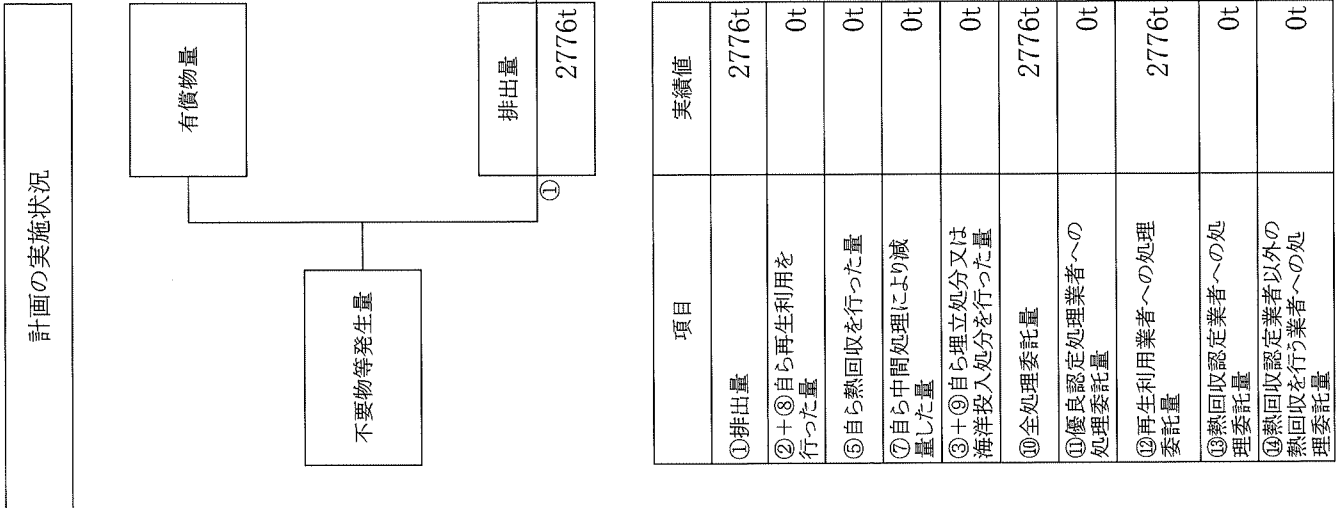 計画の実施状況
有償物量
不要物等発生量
排出量
①
2776t
項目
実績値
①排出量
2776t
②+⑧自ら再生利用を
行った量
0t
⑤自ら熱回収を行った量
0t
⑦自ら中間処理により減
量した量
0t
③+⑨自ら埋立処分又は
海洋投入処分を行った量
0t
⑩全処理委託量
2776t
⑪優良認定処理業者への
処理委託量
0t
⑫再生利用業者への処理
委託量
2776t
⑬熱回収認定業者への処
理委託量
0t
⑭熱回収認定業者以外の
熱回収を行う業者への処
理委託量
0t